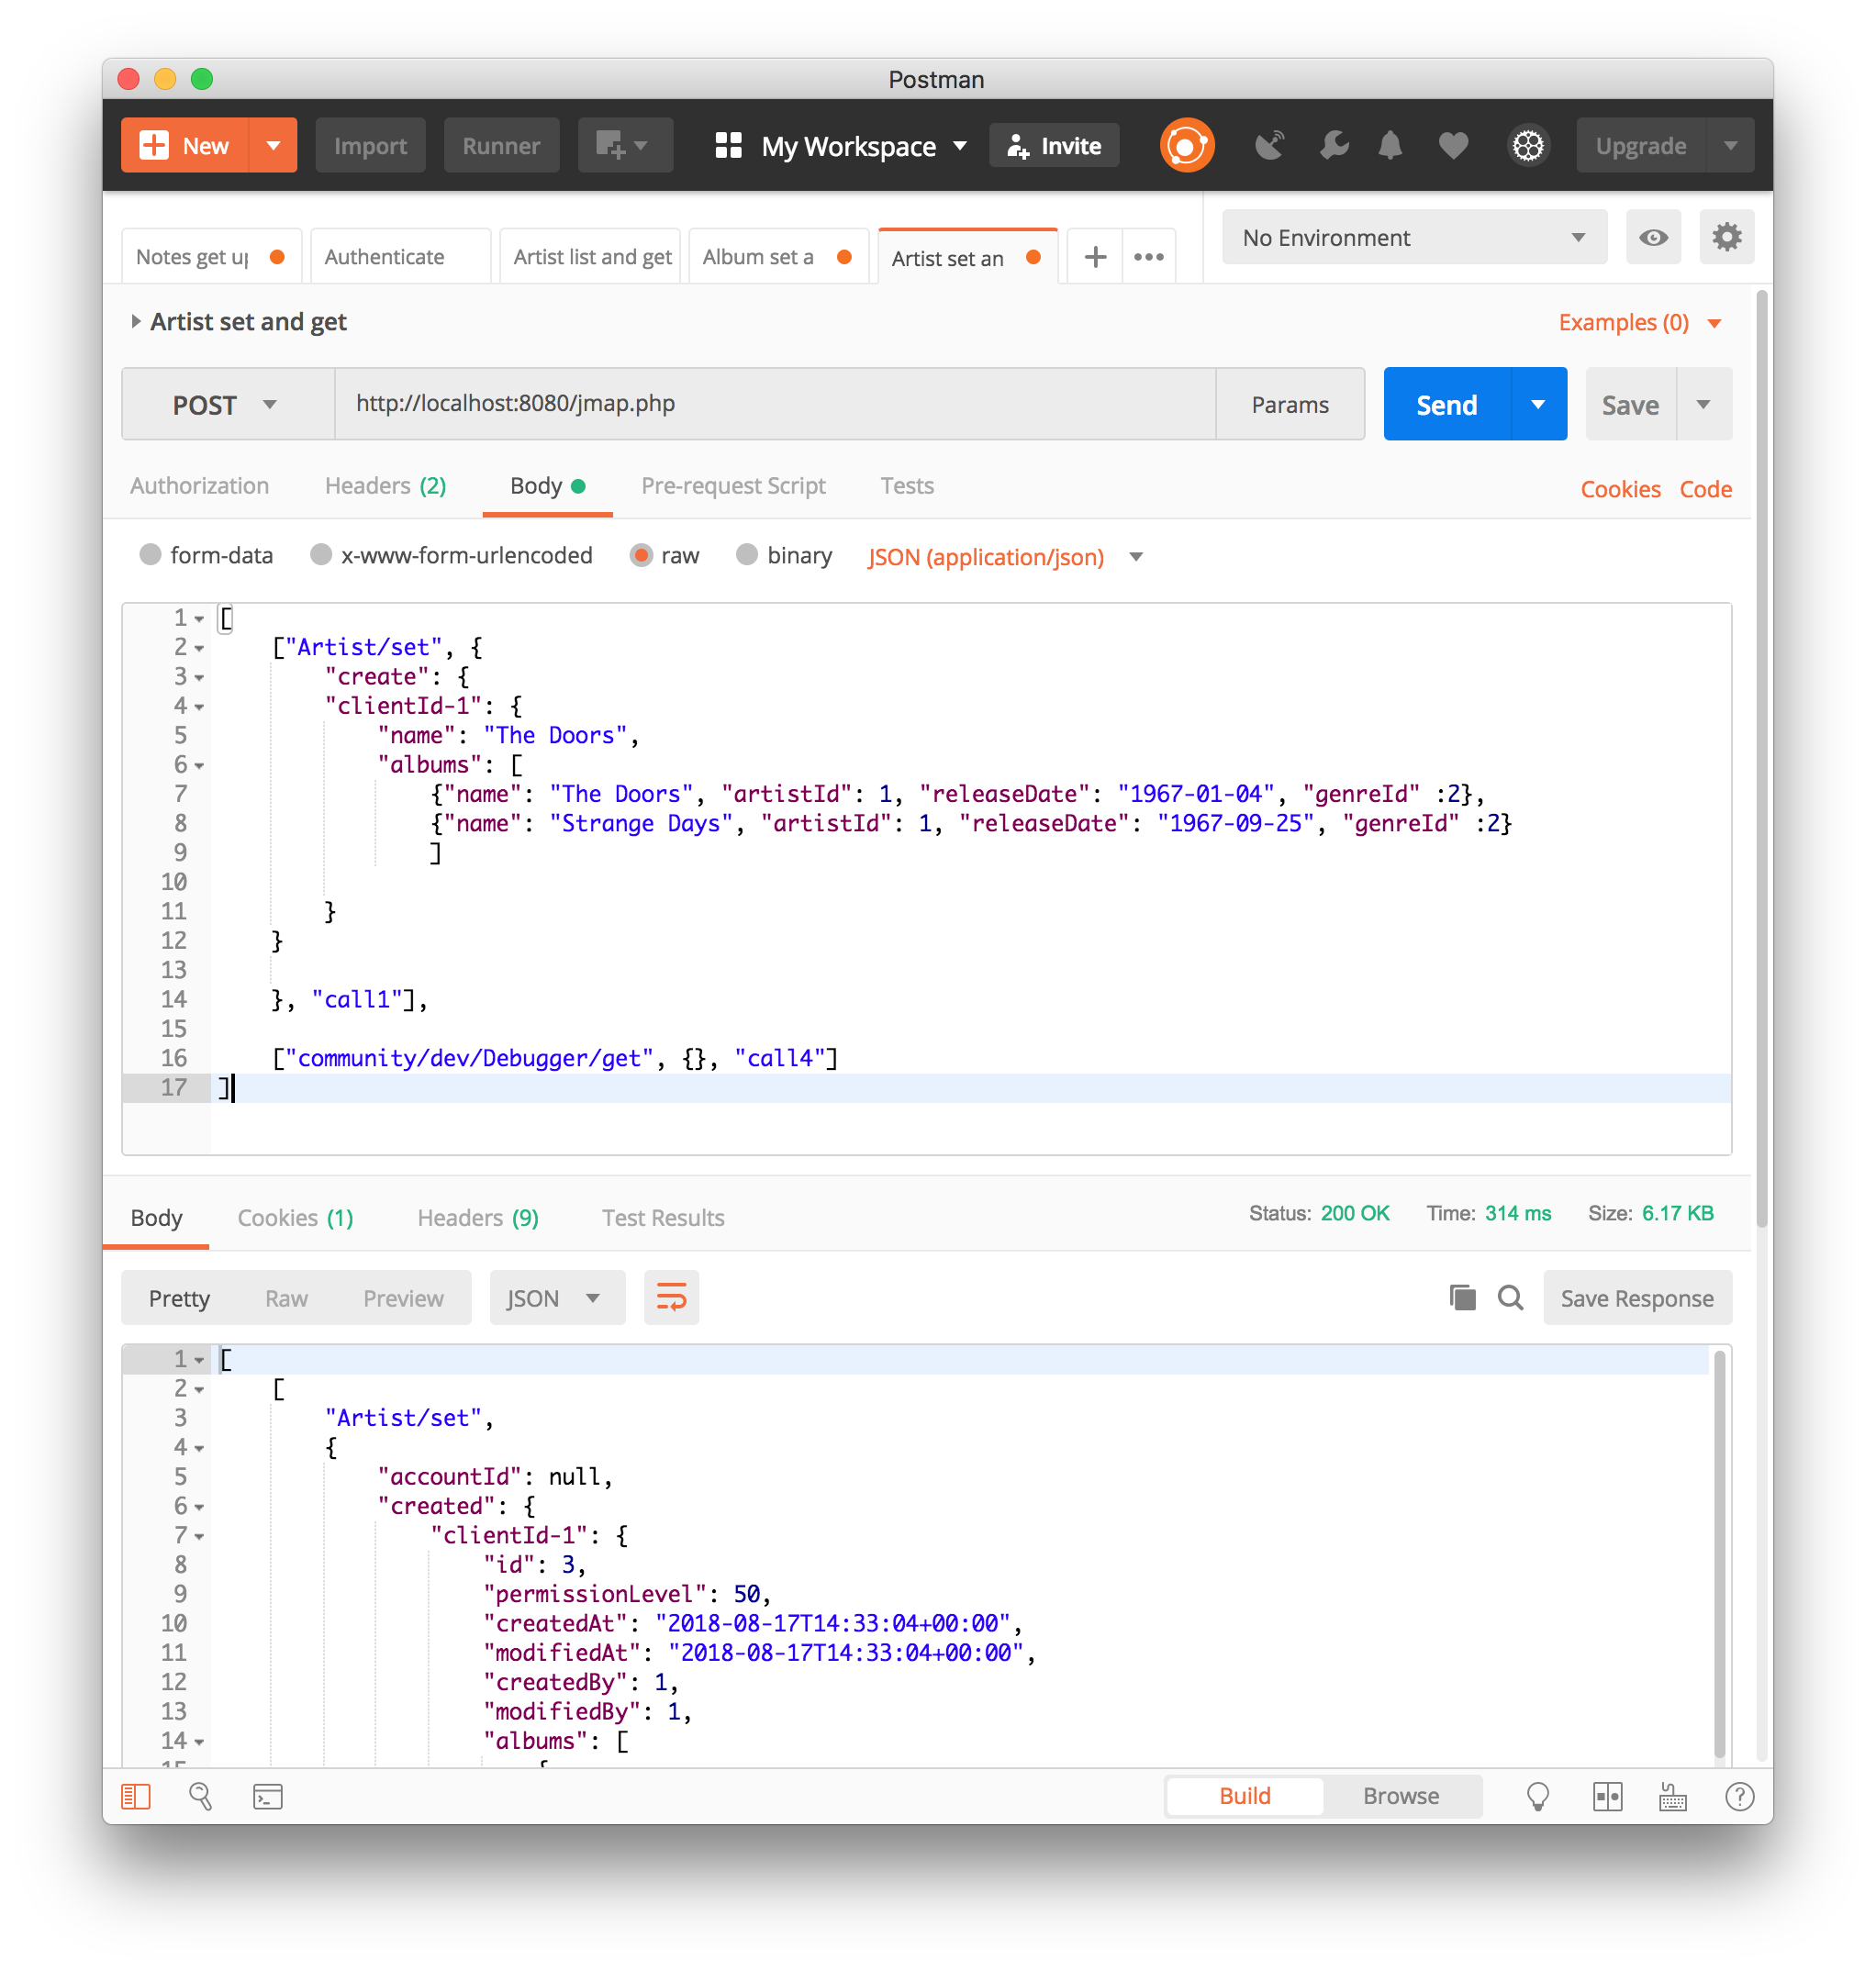 Postman
New Import Runner My Workspace Invite Upgrade
Notes get up Authenticate Artist list and get Album set a Artist set an No Environment
Artist set and get Examples (0)
POST http://localhost:8080/jmap.php Params Send Save
Authorization Headers (2) Body Pre-request Script Tests Cookies Code
form-data x-www-form-urlencoded raw binary JSON (application/json)
1 [
2 ["Artist/set", {
3 "create": {
4 "clientId-1": {
5 "name": "The Doors",
6 "albums": [
7 {"name": "The Doors", "artistId": 1, "releaseDate": "1967-01-04", "genreId" :2},
8 {"name": "Strange Days", "artistId": 1, "releaseDate": "1967-09-25", "genreId" :2}
9 ]
10
11 }
12 }
13
14 }, "call1"],
15
16 ["community/dev/Debugger/get", {}, "call4"]
17 ]
Body Cookies (1) Headers (9) Test Results Status: 200 OK Time: 314 ms Size: 6.17 KB
Pretty Raw Preview JSON Save Response
1 [
2 [
3 "Artist/set",
4 {
5 "accountId": null,
6 "created": {
7 "clientId-1": {
8 "id": 3,
9 "permissionLevel": 50,
10 "createdAt": "2018-08-17T14:33:04+00:00",
11 "modifiedAt": "2018-08-17T14:33:04+00:00",
12 "createdBy": 1,
13 "modifiedBy": 1,
14 "albums": [
Build Browse